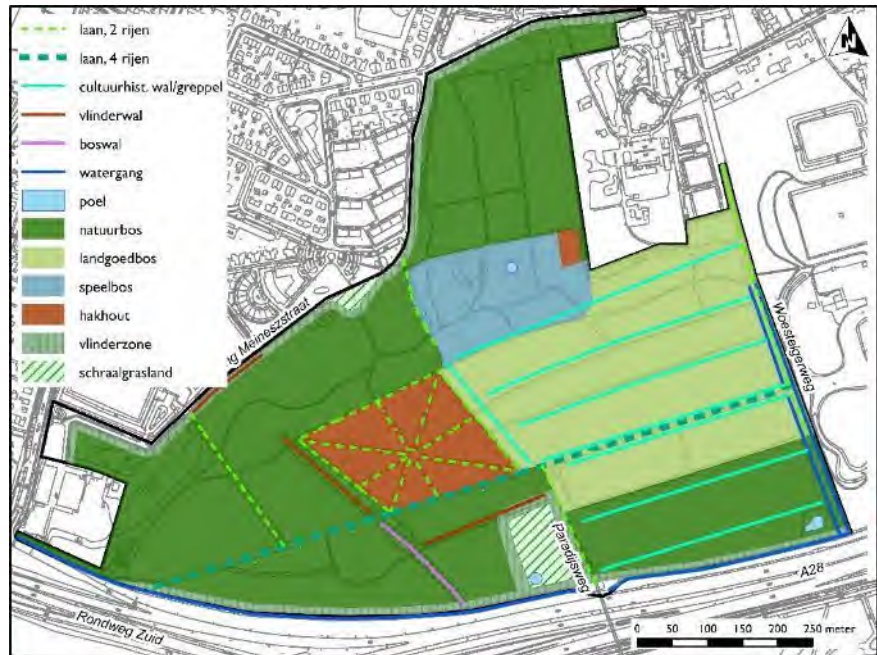 laan, 2 rijen
laan, 4 rijen
cultuurhist. wal/greppel
vlinderwal
boswal
watergang
poel
natuurbos
landgoedbos
speelbos
hakhout
vlinderzone
schraalgrasland
N
Meineszstraat
Woesteigerweg
Paradijsweg
A28
Rondweg Zuid
0 50 100 150 200 250 meter